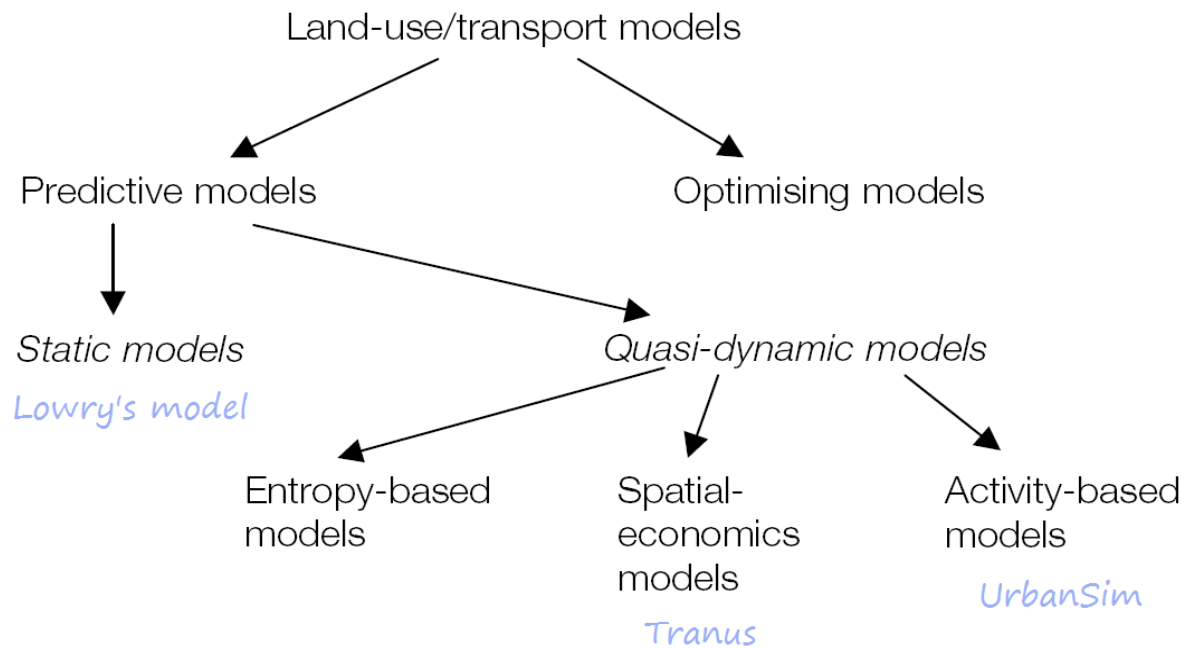 Land-use/transport models
Predictive models
Optimising models
Static models
Quasi-dynamic models
Lowry's model
Entropy-based
models
Spatial-
economics
models
Activity-based
models
UrbanSim
Tranus